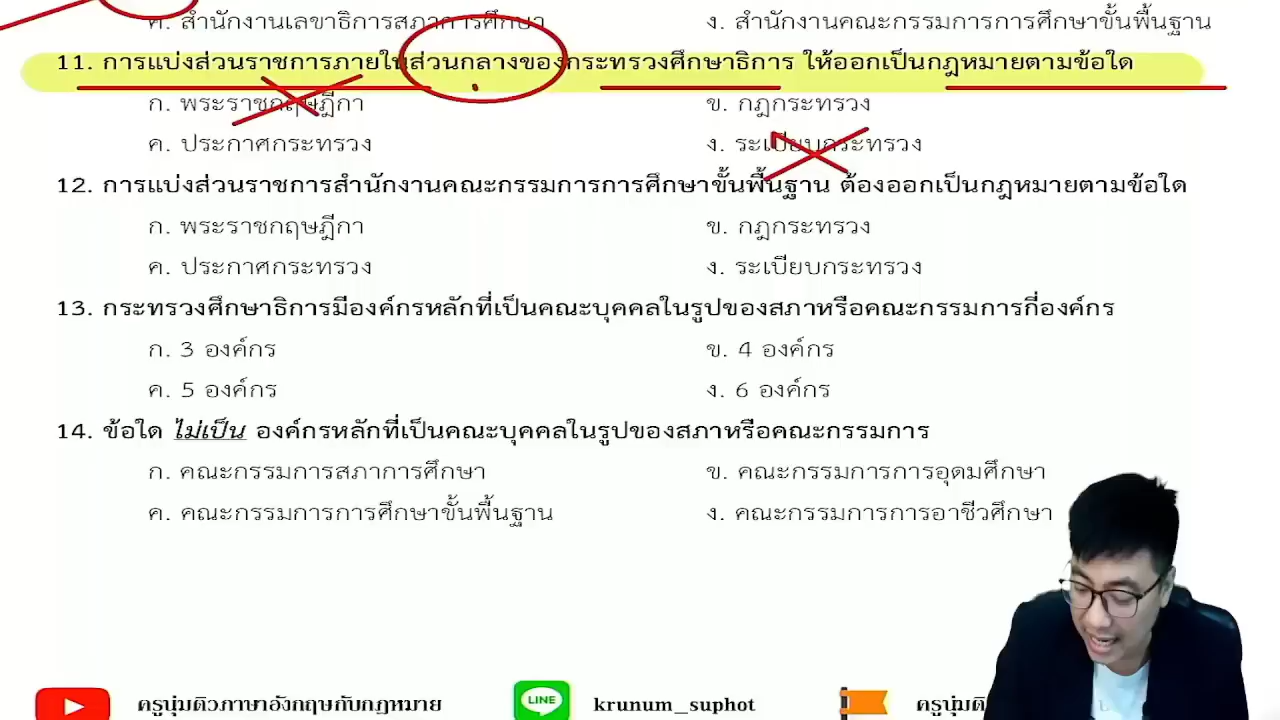 ค. สำนักงานเลขาธิการสภาการศึกษา ง. สำนักงานคณะกรรมการการศึกษาขั้นพื้นฐาน
11. การแบ่งส่วนราชการภายในส่วนกลางของกระทรวงศึกษาธิการ ให้ออกเป็นกฎหมายตามข้อใด
ก. พระราชกฤษฎีกา ข. กฎกระทรวง
ค. ประกาศกระทรวง ง. ระเบียบกระทรวง
12. การแบ่งส่วนราชการสำนักงานคณะกรรมการการศึกษาขั้นพื้นฐาน ต้องออกเป็นกฎหมายตามข้อใด
ก. พระราชกฤษฎีกา ข. กฎกระทรวง
ค. ประกาศกระทรวง ง. ระเบียบกระทรวง
13. กระทรวงศึกษาธิการมีองค์กรหลักที่เป็นคณะบุคคลในรูปของสภาหรือคณะกรรมการกี่องค์กร
ก. 3 องค์กร ข. 4 องค์กร
ค. 5 องค์กร ง. 6 องค์กร
14. ข้อใด ไม่เป็น องค์กรหลักที่เป็นคณะบุคคลในรูปของสภาหรือคณะกรรมการ
ก. คณะกรรมการสภาการศึกษา ข. คณะกรรมการการอุดมศึกษา
ค. คณะกรรมการการศึกษาขั้นพื้นฐาน ง. คณะกรรมการการอาชีวศึกษา
ครูนุ่มติวภาษาอังกฤษกับกฎหมาย LINE krunum_suphot ครูนุ่มติว